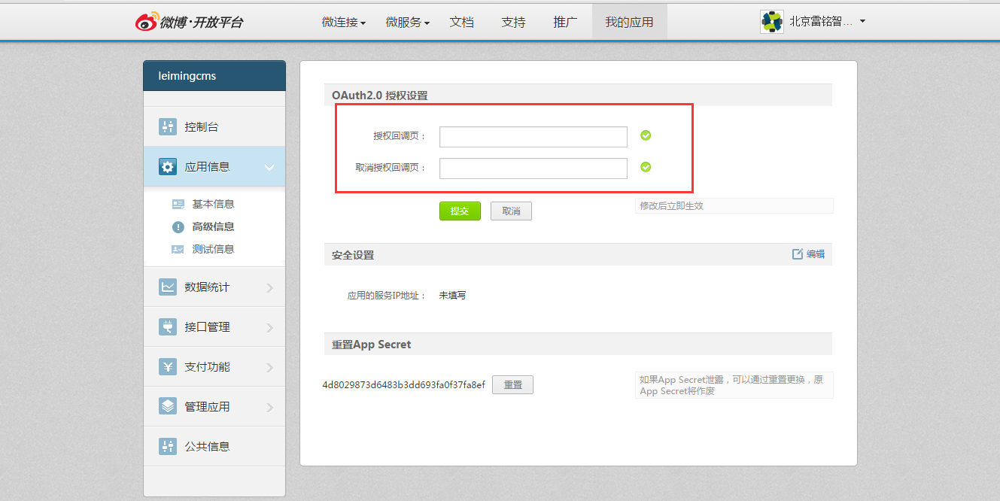 微博·开放平台
微连接
微服务
文档
支持
推广
我的应用
北京雷铭智...
leimingcms
控制台
应用信息
基本信息
高级信息
测试信息
数据统计
接口管理
支付功能
管理应用
公共信息
OAuth2.0 授权设置
授权回调页：
取消授权回调页：
提交
取消
修改后立即生效
安全设置
编辑
应用的服务IP地址：
未填写
重置App Secret
4d8029873d6483b3dd693fa0f37fa8ef
重置
如果App Secret泄露，可以通过重置更换，原
App Secret将作废